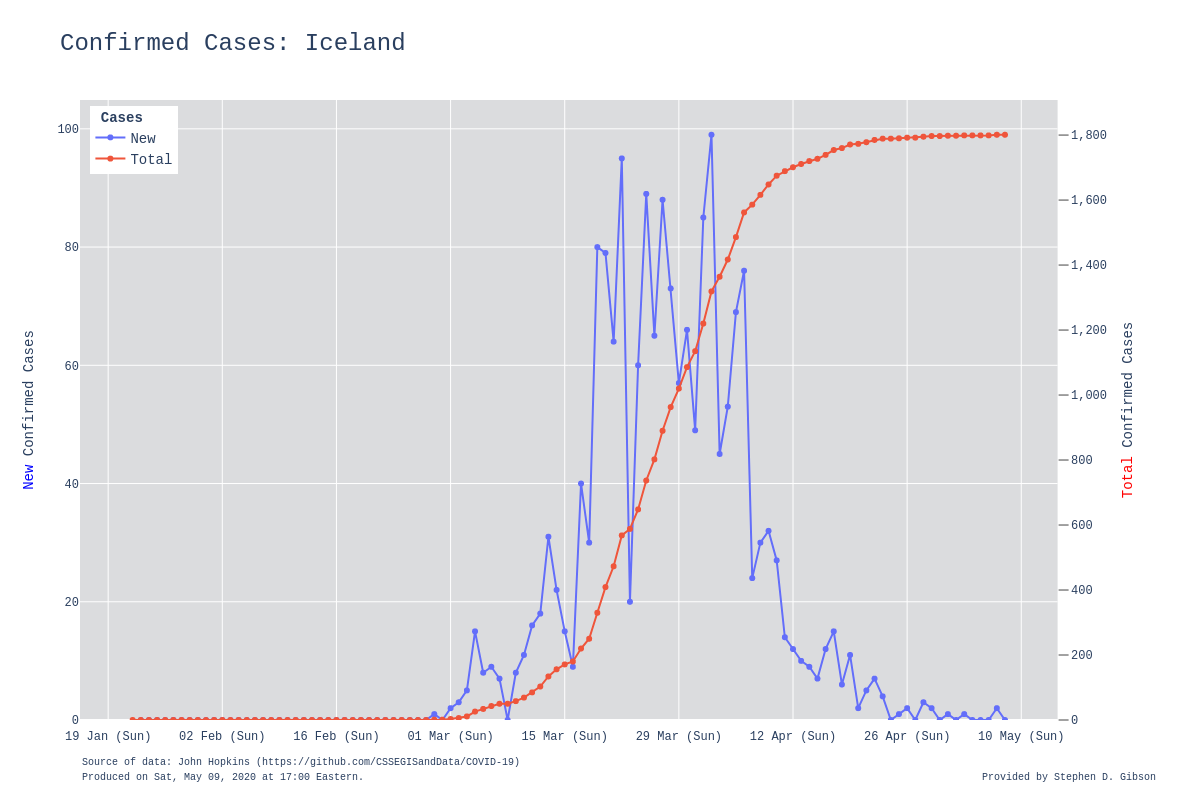 Confirmed Cases: Iceland
Cases
New
Total
100
80
60
40
20
0
1,800
1,600
1,400
1,200
1,000
800
600
400
200
0
New Confirmed Cases
Total Confirmed Cases
19 Jan (Sun) 02 Feb (Sun) 16 Feb (Sun) 01 Mar (Sun) 15 Mar (Sun) 29 Mar (Sun) 12 Apr (Sun) 26 Apr (Sun) 10 May (Sun)
Source of data: John Hopkins (https://github.com/CSSEGISandData/COVID-19)
Produced on Sat, May 09, 2020 at 17:00 Eastern.
Provided by Stephen D. Gibson